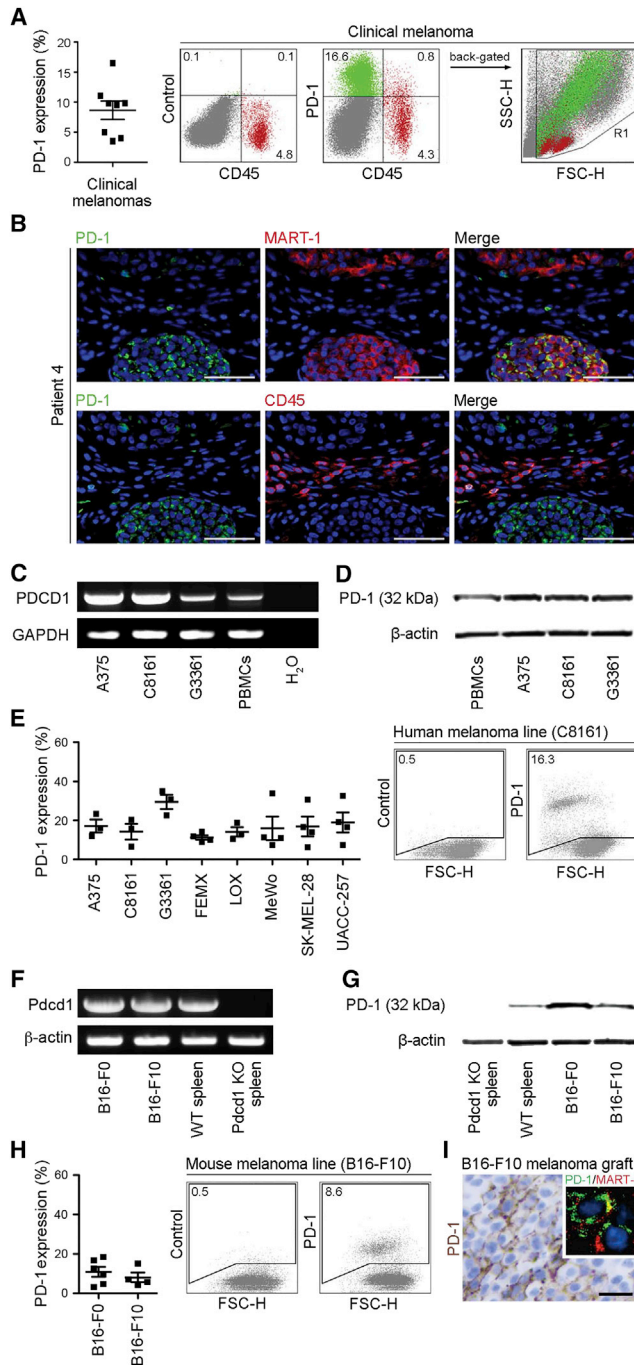 A
PD-1 expression (%)
20
15
10
5
0
Clinical
melanomas
Clinical melanoma
Control
0.1
0.1
4.8
CD45
PD-1
16.6
0.8
4.3
CD45
back-gated
SSC-H
R1
FSC-H
B
Patient 4
PD-1
MART-1
Merge
PD-1
CD45
Merge
C
PDCD1
GAPDH
A375
C8161
G3361
PBMCs
H₂O
D
PD-1 (32 kDa)
β-actin
PBMCs
A375
C8161
G3361
E
PD-1 expression (%)
60
40
20
0
A375
C8161
G3361
FEMX
LOX
MeWo
SK-MEL-28
UACC-257
Human melanoma line (C8161)
Control
0.5
FSC-H
PD-1
16.3
FSC-H
F
Pdcd1
β-actin
B16-F0
B16-F10
WT spleen
Pdcd1 KO
spleen
G
PD-1 (32 kDa)
β-actin
Pdcd1 KO
spleen
WT spleen
B16-F0
B16-F10
H
PD-1 expression (%)
60
40
20
0
B16-F0
B16-F10
Mouse melanoma line (B16-F10)
Control
0.5
FSC-H
PD-1
8.6
FSC-H
I
B16-F10 melanoma graft
PD-1
PD-1/MART-